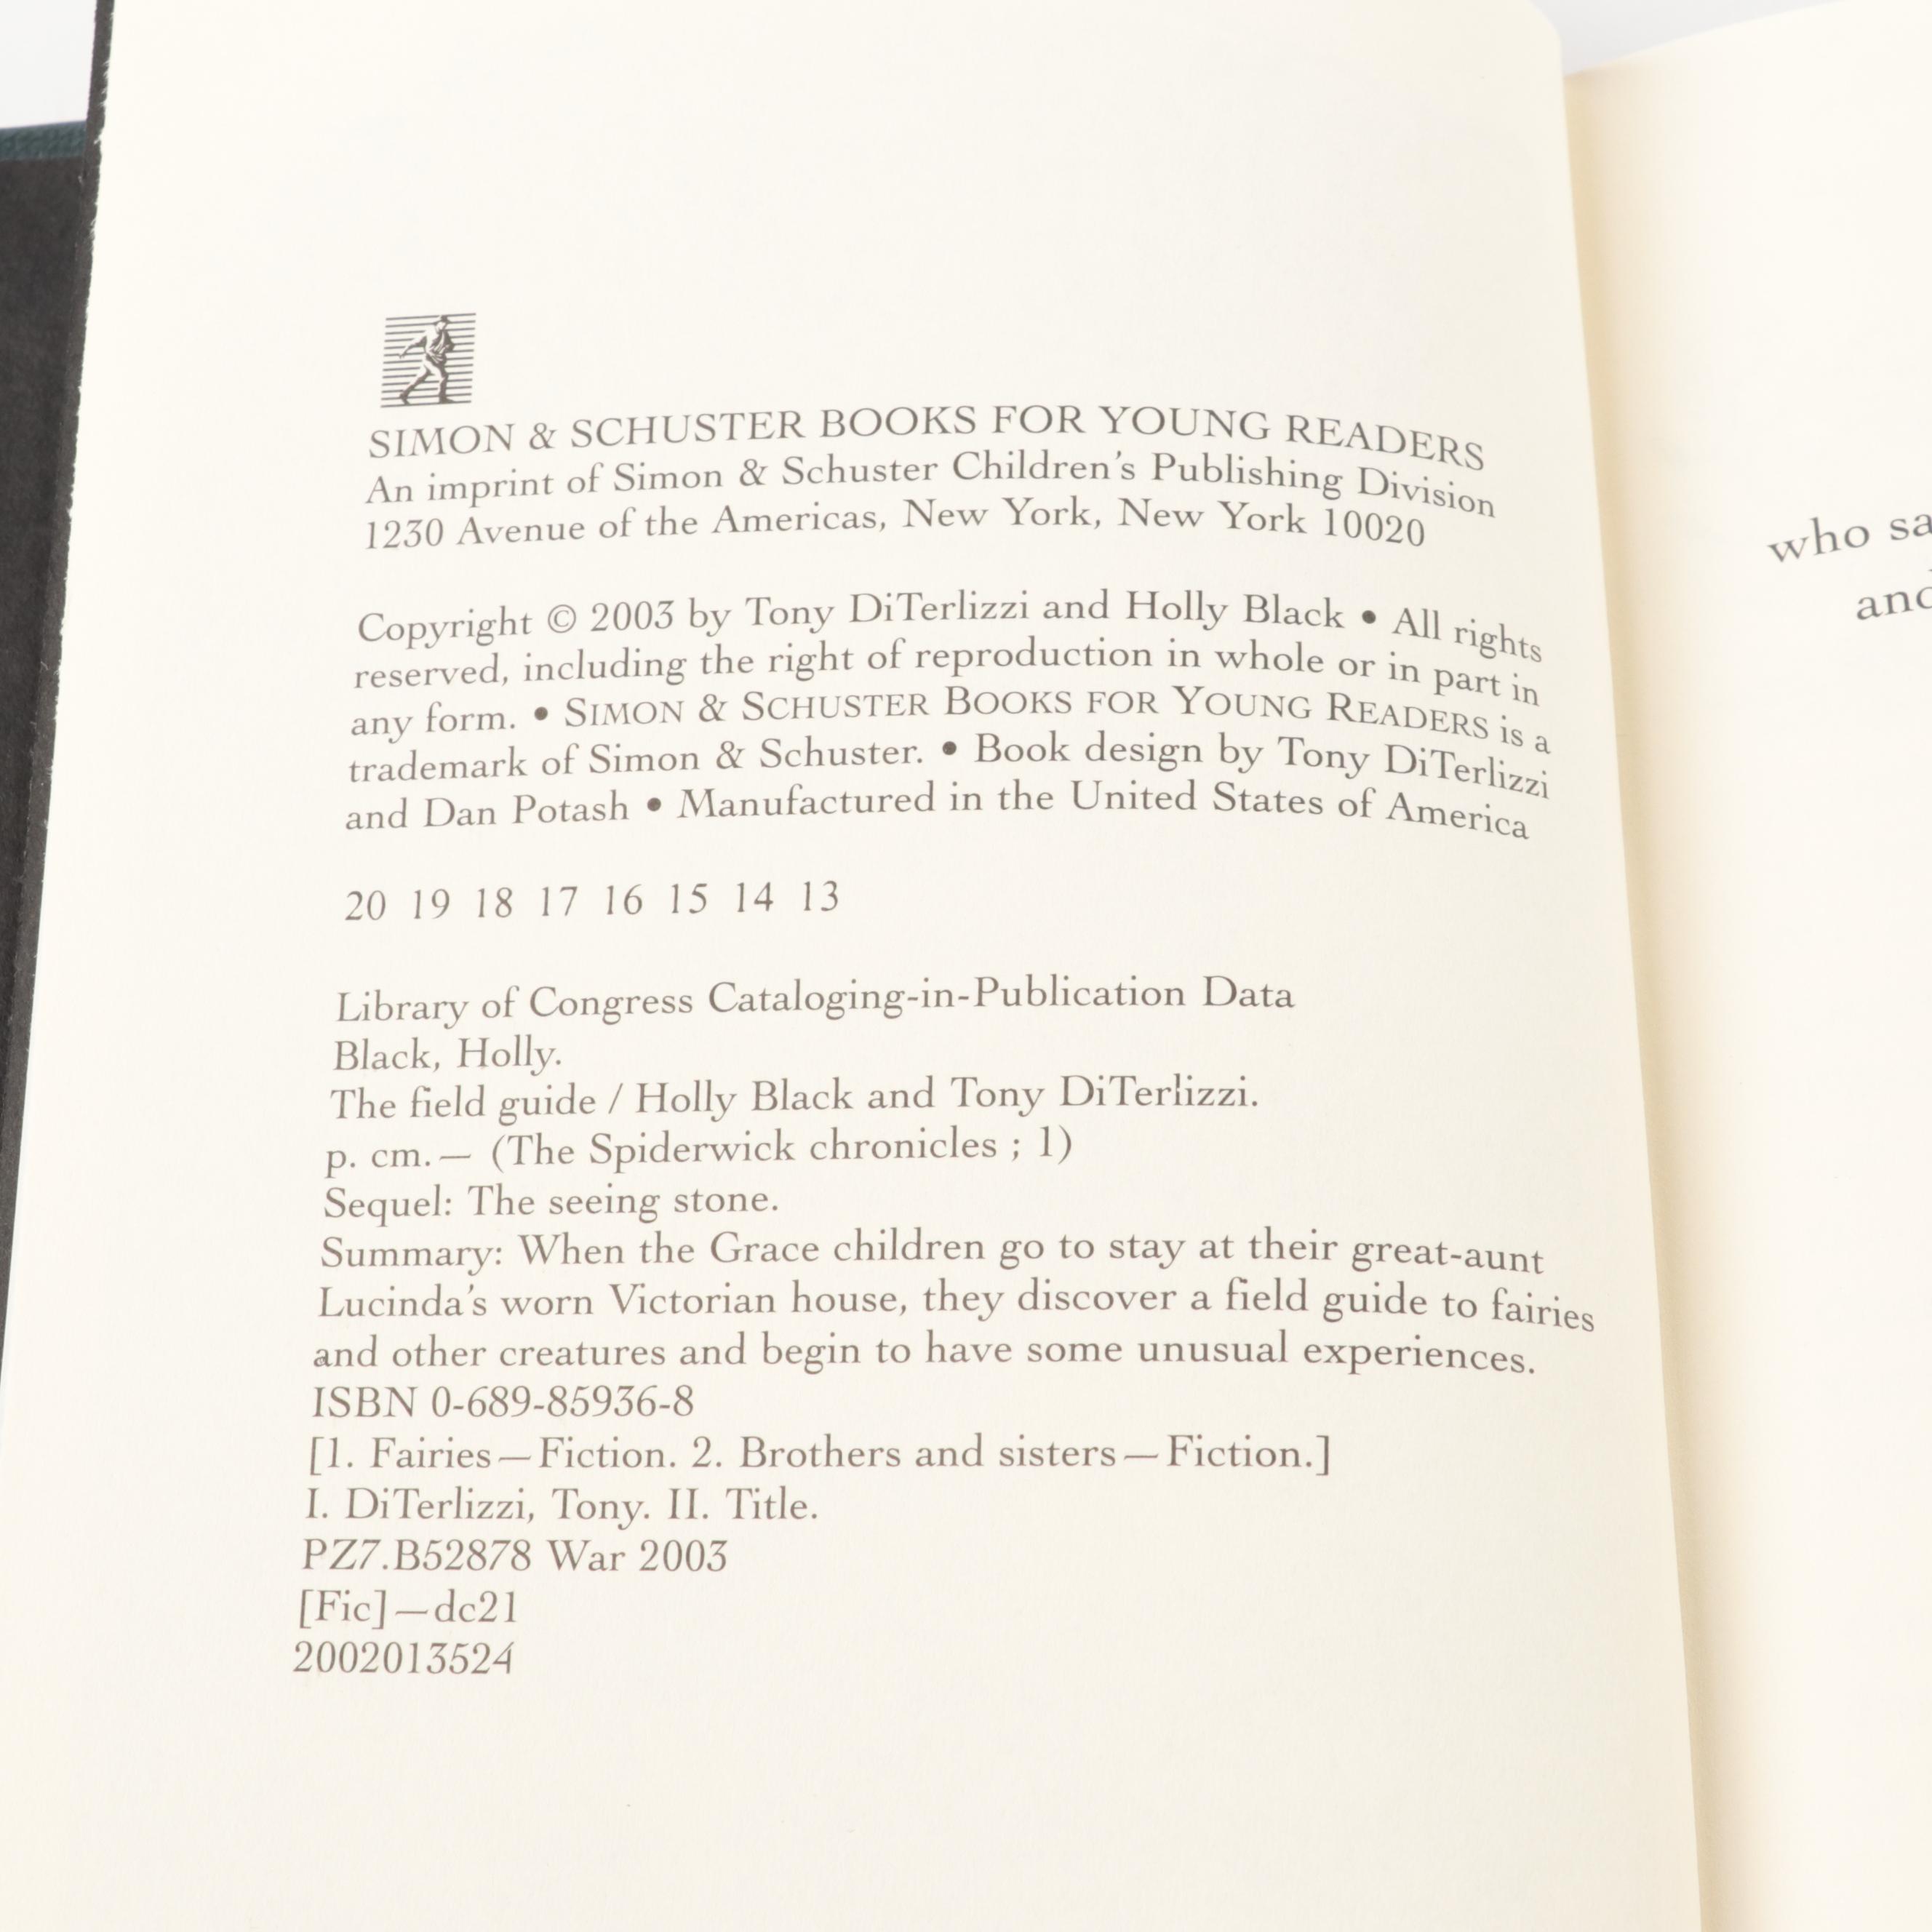 SIMON & SCHUSTER BOOKS FOR YOUNG READERS
An imprint of Simon & Schuster Children's Publishing Division
1230 Avenue of the Americas, New York, New York 10020
Copyright © 2003 by Tony DiTerlizzi and Holly Black • All rights
reserved, including the right of reproduction in whole or in part in
any form. • SIMON & SCHUSTER BOOKS FOR YOUNG READERS is a
trademark of Simon & Schuster. • Book design by Tony DiTerlizzi
and Dan Potash • Manufactured in the United States of America
20 19 18 17 16 15 14 13
Library of Congress Cataloging-in-Publication Data
Black, Holly.
The field guide / Holly Black and Tony DiTerlizzi.
p. cm.— (The Spiderwick chronicles ; 1)
Sequel: The seeing stone.
Summary: When the Grace children go to stay at their great-aunt
Lucinda's worn Victorian house, they discover a field guide to fairies
and other creatures and begin to have some unusual experiences.
ISBN 0-689-85936-8
[1. Fairies—Fiction. 2. Brothers and sisters—Fiction.]
I. DiTerlizzi, Tony. II. Title.
PZ7.B52878 War 2003
[Fic]—dc21
2002013524
who